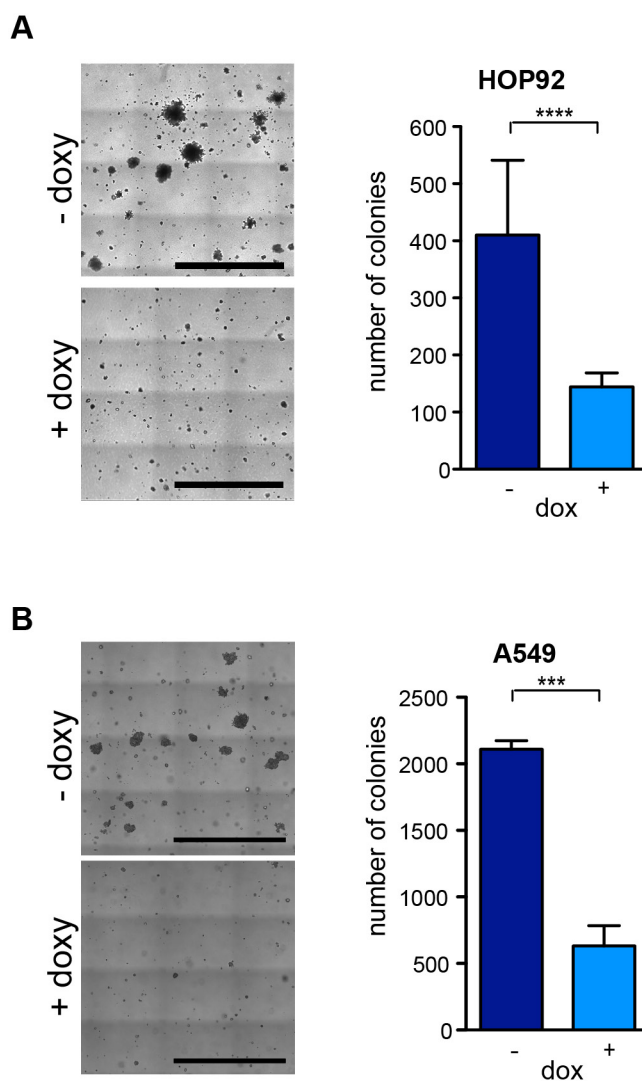 A
- doxy
+ doxy
HOP92
****
number of colonies
600
500
400
300
200
100
0
- +
dox
B
- doxy
+ doxy
A549
***
number of colonies
2500
2000
1500
1000
500
0
- +
dox